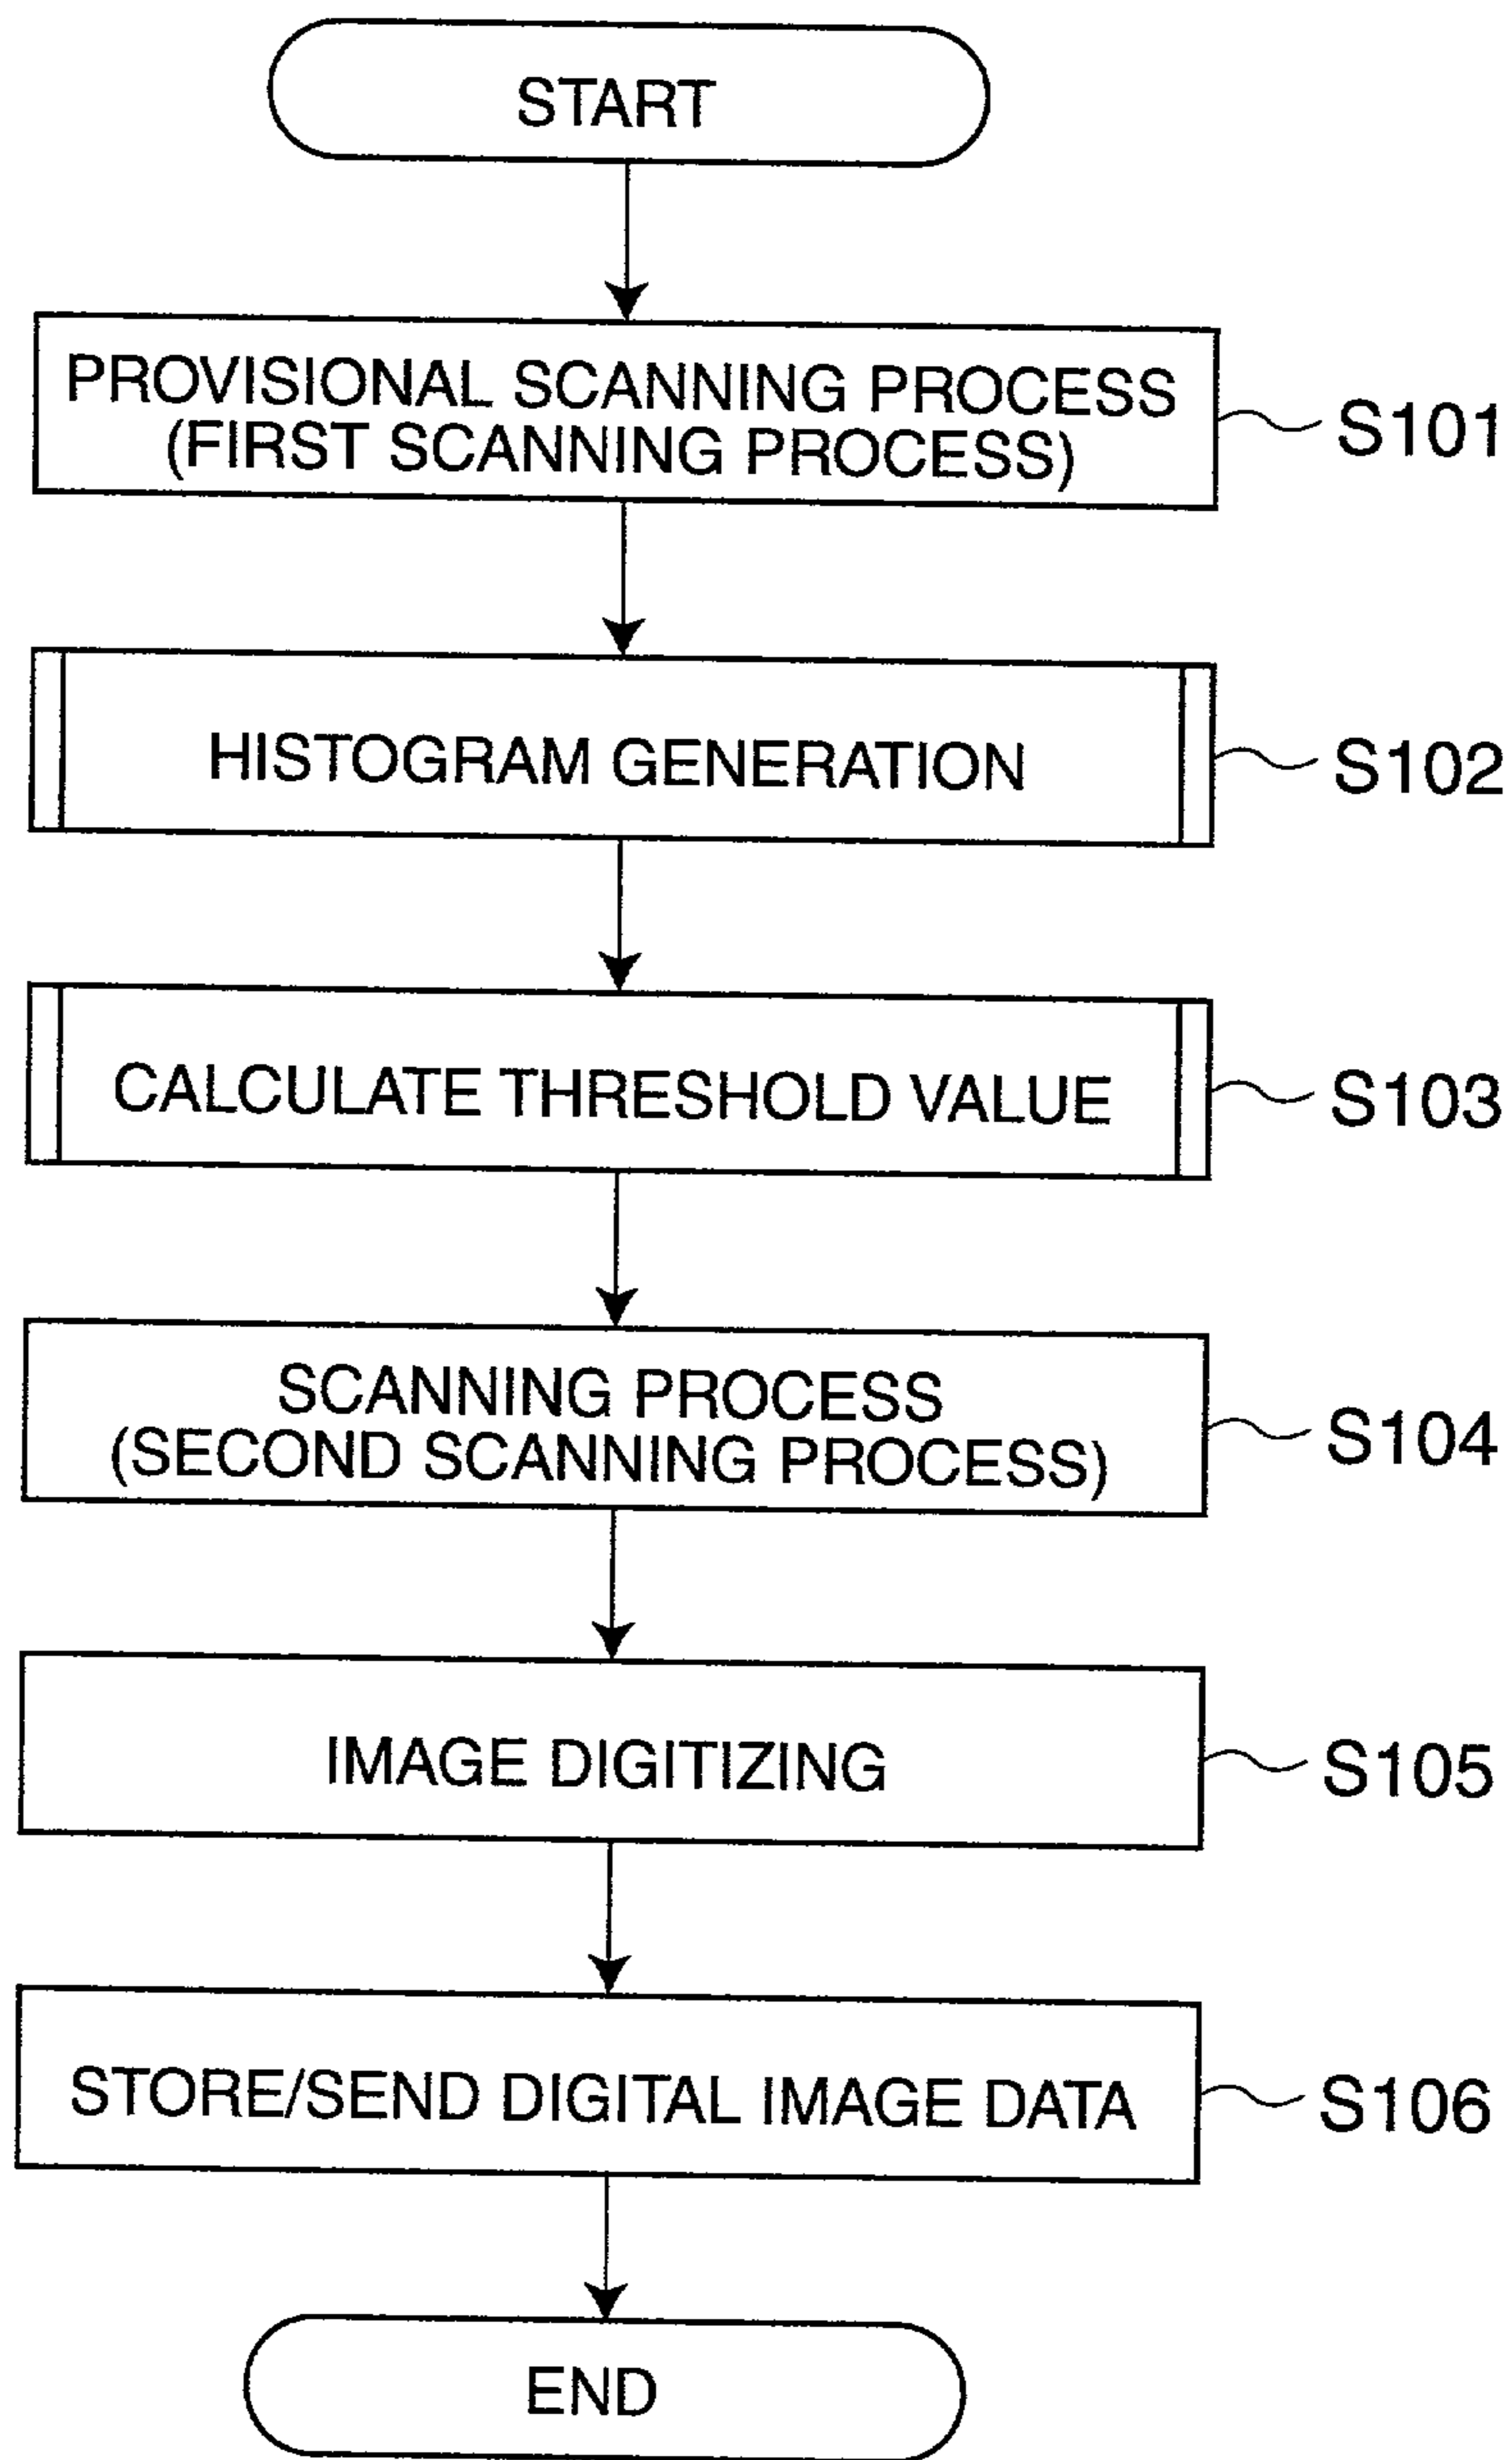 START
PROVISIONAL SCANNING PROCESS
(FIRST SCANNING PROCESS)
S101
HISTOGRAM GENERATION
S102
CALCULATE THRESHOLD VALUE
S103
SCANNING PROCESS
(SECOND SCANNING PROCESS)
S104
IMAGE DIGITIZING
S105
STORE/SEND DIGITAL IMAGE DATA
S106
END